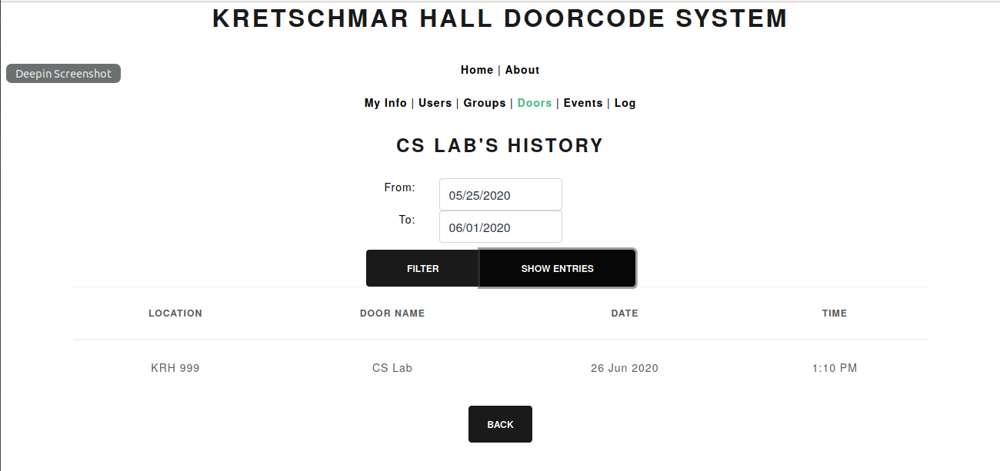 KRETSCHMAR HALL DOORCODE SYSTEM
Deepin Screenshot
Home | About
My Info | Users | Groups | Doors | Events | Log
CS LAB'S HISTORY
From: 05/25/2020
To: 06/01/2020
FILTER SHOW ENTRIES
LOCATION DOOR NAME DATE TIME
KRH 999 CS Lab 26 Jun 2020 1:10 PM
BACK